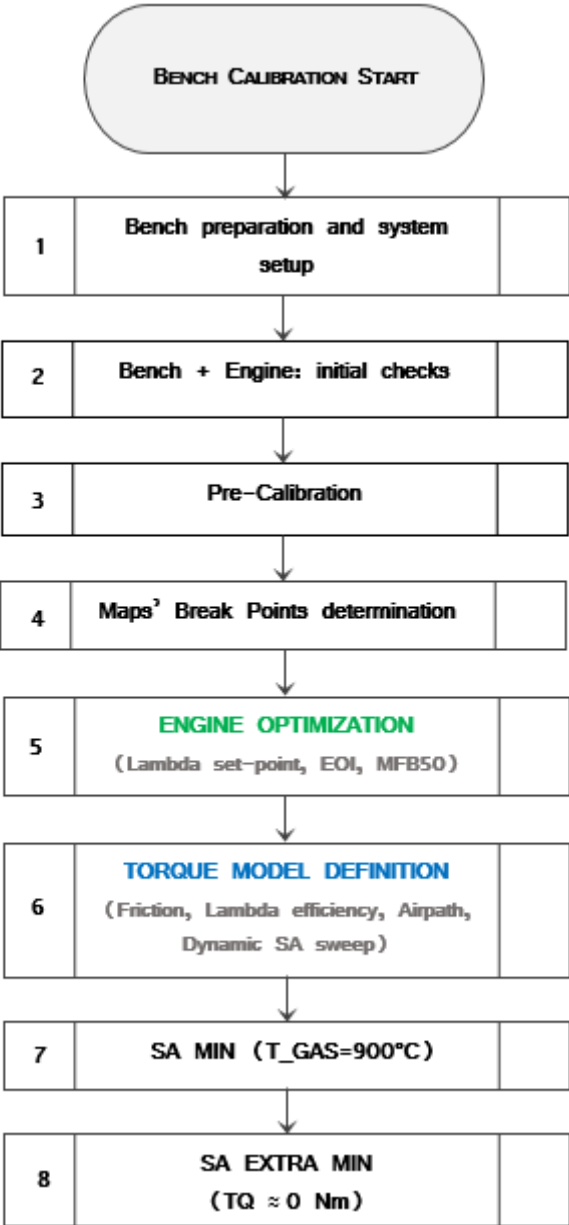 BENCH CALIBRATION START
1
Bench preparation and system
setup
2
Bench + Engine: initial checks
3
Pre-Calibration
4
Maps' Break Points determination
5
ENGINE OPTIMIZATION
(Lambda set-point, EOI, MFB50)
6
TORQUE MODEL DEFINITION
(Friction, Lambda efficiency, Airpath,
Dynamic SA sweep)
7
SA MIN (T_GAS=900°C)
8
SA EXTRA MIN
(TQ ≈ 0 Nm)